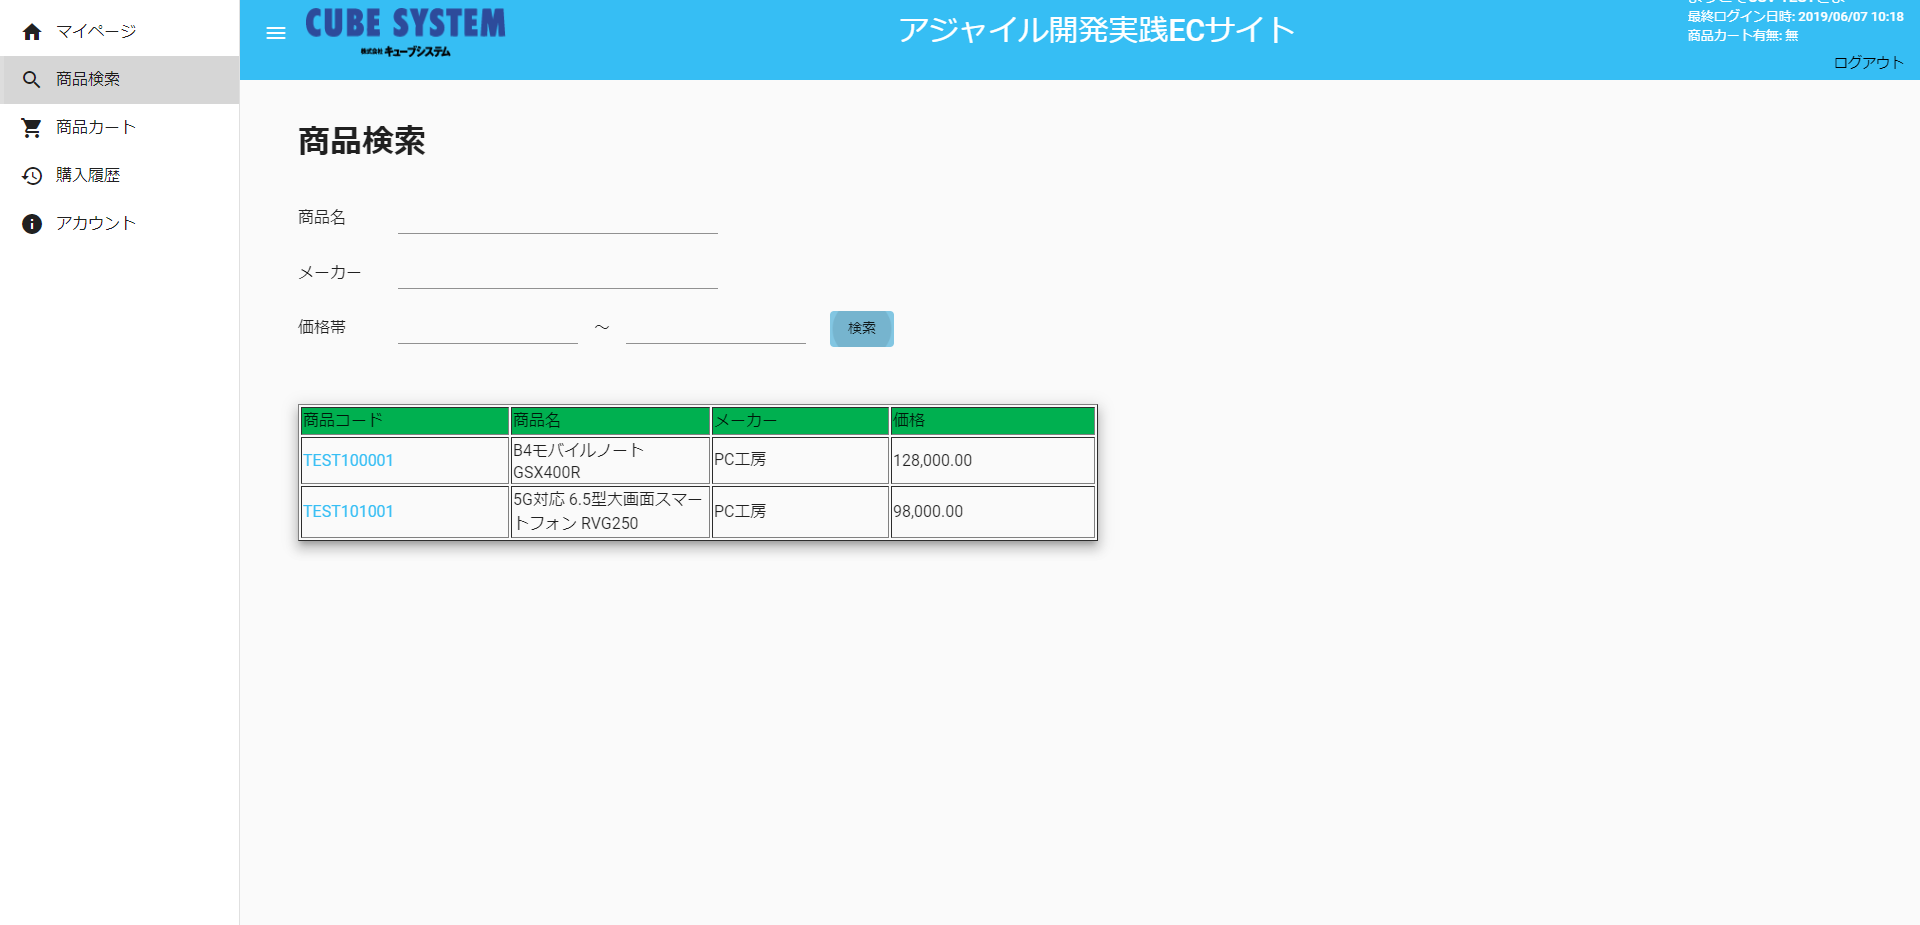 マイページ
商品検索
商品カート
購入履歴
アカウント
CUBE SYSTEM
株式会社 キューブシステム
アジャイル開発実践ECサイト
最終ログイン日時: 2019/06/07 10:18
商品カート有無: 無
ログアウト
商品検索
商品名
メーカー
価格帯 ～ 検索
商品コード 商品名 メーカー 価格
TEST100001 B4モバイルノート GSX400R PC工房 128,000.00
TEST101001 5G対応 6.5型大画面スマートフォン RVG250 PC工房 98,000.00